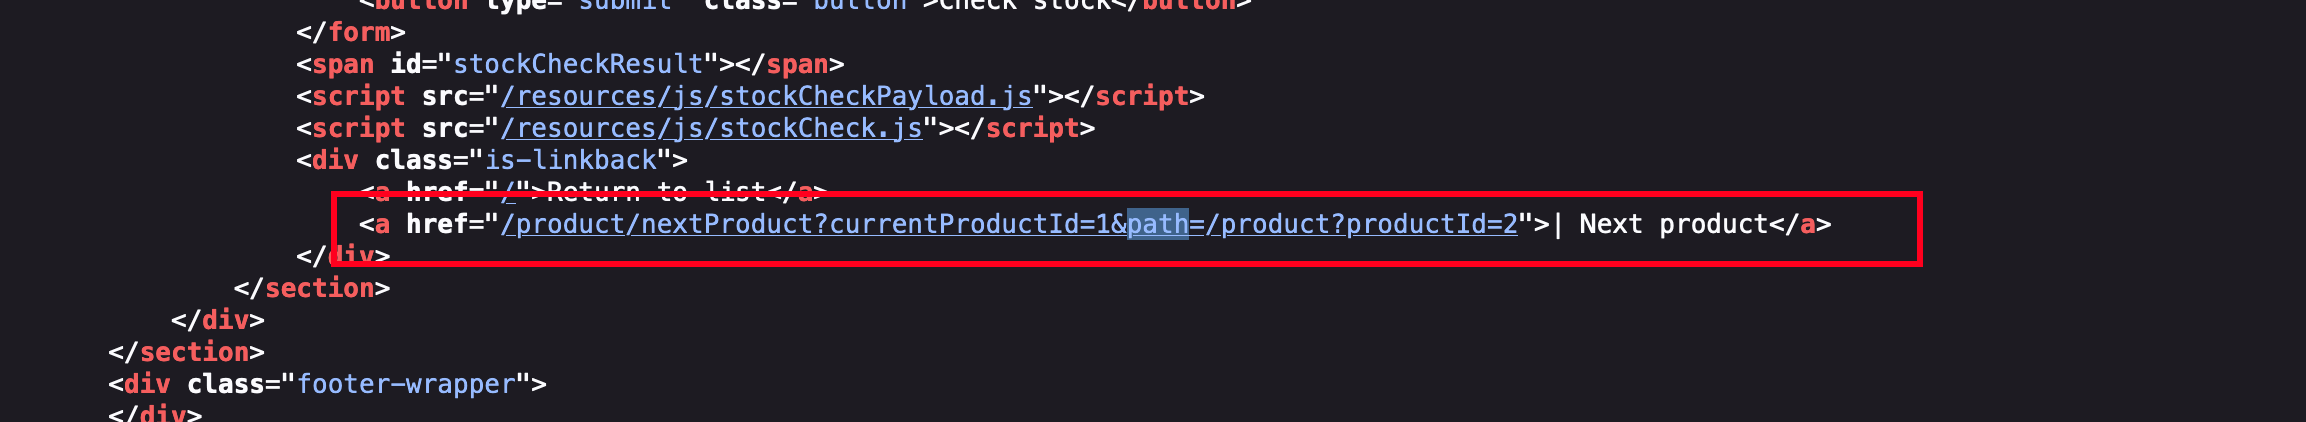 <button type="submit" class="button">Check stock</button>
</form>
<span id="stockCheckResult"></span>
<script src="/resources/js/stockCheckPayload.js"></script>
<script src="/resources/js/stockCheck.js"></script>
<div class="is-linkback">
<a href="/">Return to list</a>
<a href="/product/nextProduct?currentProductId=1&path=/product?productId=2">| Next product</a>
</div>
</section>
</div>
</section>
<div class="footer-wrapper">
</div>